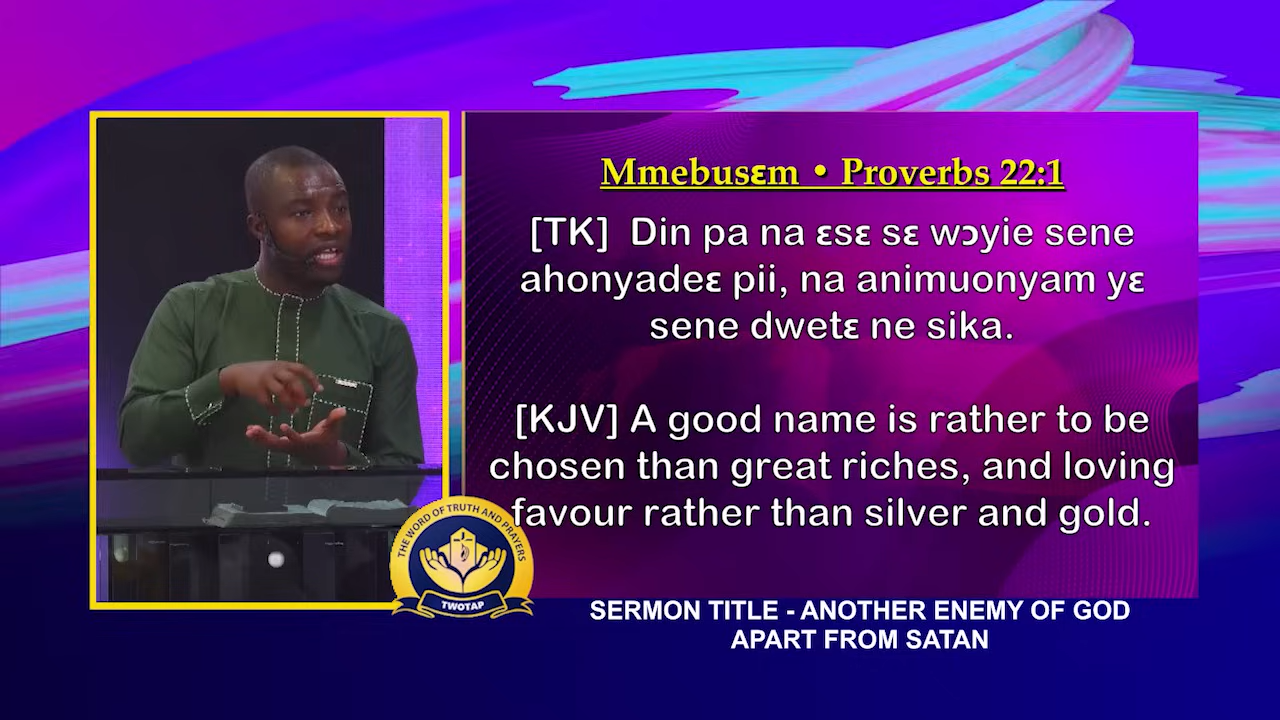 Mmebusɛm • Proverbs 22:1
[TK] Din pa na ɛsɛ sɛ wɔyie sene
ahonyadeɛ pii, na animuonyam yɛ
sene dwetɛ ne sika.
[KJV] A good name is rather to be
chosen than great riches, and loving
favour rather than silver and gold.
THE WORD OF TRUTH AND PRAYERS
TWOTAP
SERMON TITLE - ANOTHER ENEMY OF GOD
APART FROM SATAN